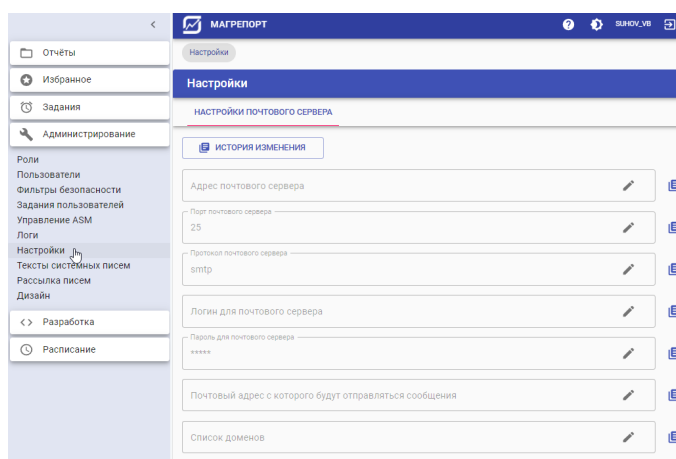 МАГРЕПОРТ
SUHOV_VB
Отчёты
Избранное
Задания
Администрирование
Роли
Пользователи
Фильтры безопасности
Задания пользователей
Управление ASM
Логи
Настройки
Тексты системных писем
Рассылка писем
Дизайн
Разработка
Расписание
Настройки
Настройки
НАСТРОЙКИ ПОЧТОВОГО СЕРВЕРА
ИСТОРИЯ ИЗМЕНЕНИЯ
Адрес почтового сервера
Порт почтового сервера
25
Протокол почтового сервера
smtp
Логин для почтового сервера
Пароль для почтового сервера
*****
Почтовый адрес с которого будут отправляться сообщения
Список доменов